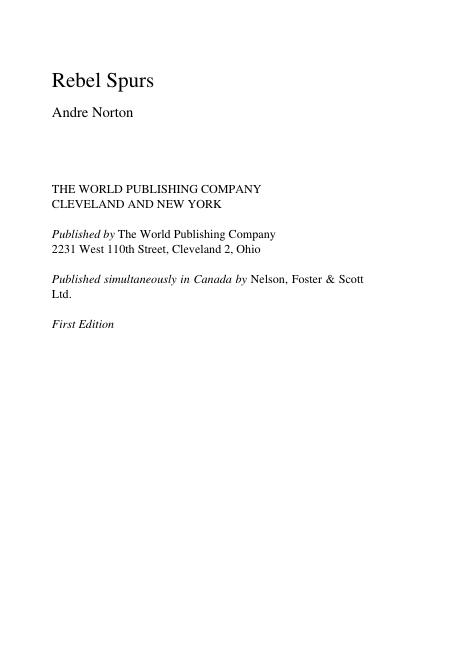 Rebel Spurs
Andre Norton
THE WORLD PUBLISHING COMPANY
CLEVELAND AND NEW YORK
Published by The World Publishing Company
2231 West 110th Street, Cleveland 2, Ohio
Published simultaneously in Canada by Nelson, Foster & Scott
Ltd.
First Edition